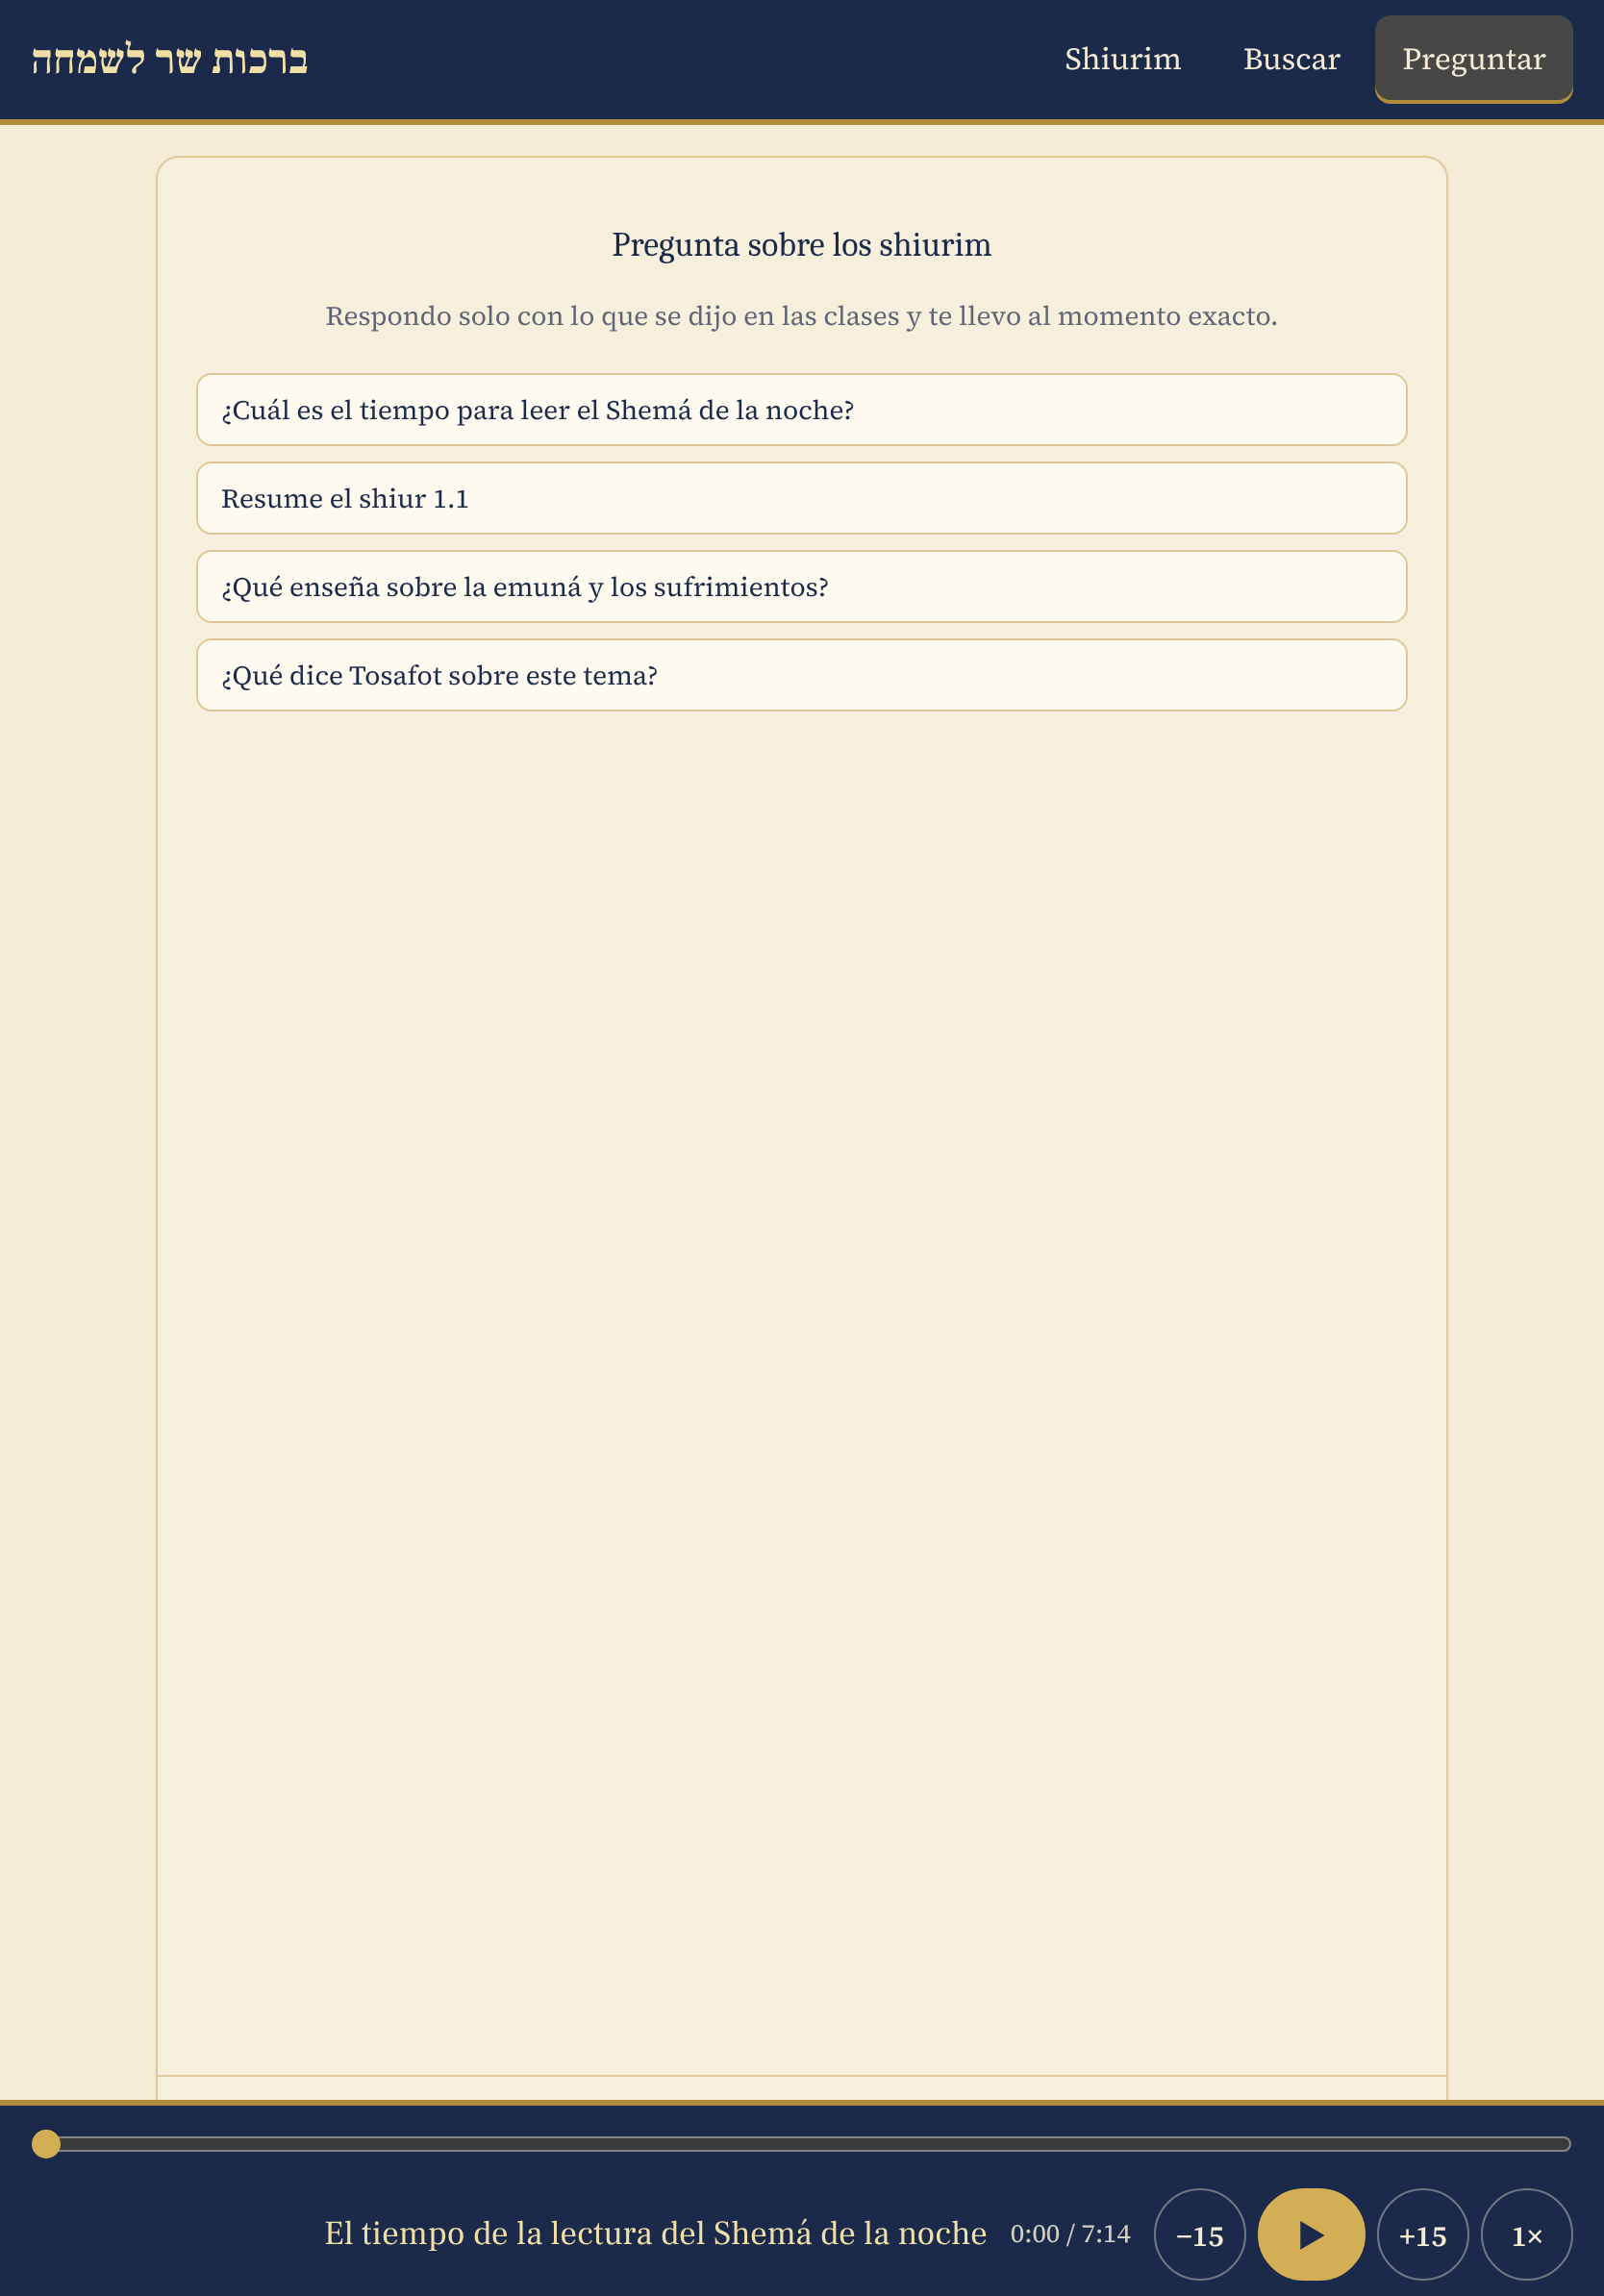 ברכות שר לשמחה
Shiurim Buscar Preguntar
Pregunta sobre los shiurim
Respondo solo con lo que se dijo en las clases y te llevo al momento exacto.
¿Cuál es el tiempo para leer el Shemá de la noche?
Resume el shiur 1.1
¿Qué enseña sobre la emuná y los sufrimientos?
¿Qué dice Tosafot sobre este tema?
El tiempo de la lectura del Shemá de la noche 0:00 / 7:14 −15 +15 1×